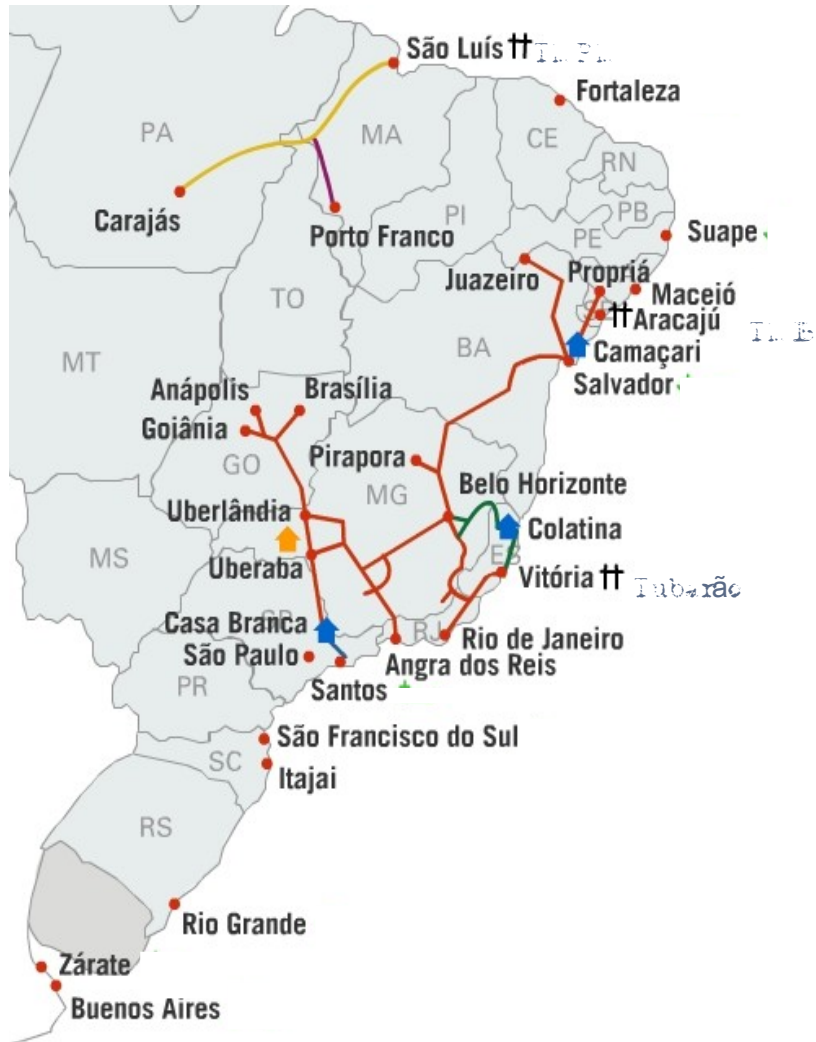 São Luís
Fortaleza
PA
MA
CE
RN
Carajás
Porto Franco
PI
PB
PE
Suape
Juazeiro
Propriá
TO
Maceió
Aracajú
MT
BA
Camaçari
Salvador
Anápolis
Brasília
Goiânia
GO
Pirapora
MG
Belo Horizonte
Uberlândia
Colatina
MS
ES
Uberaba
Vitória
Tubarão
SP
Casa Branca
RJ
Rio de Janeiro
São Paulo
Angra dos Reis
PR
Santos
São Francisco do Sul
SC
Itajai
RS
Rio Grande
Zárate
Buenos Aires